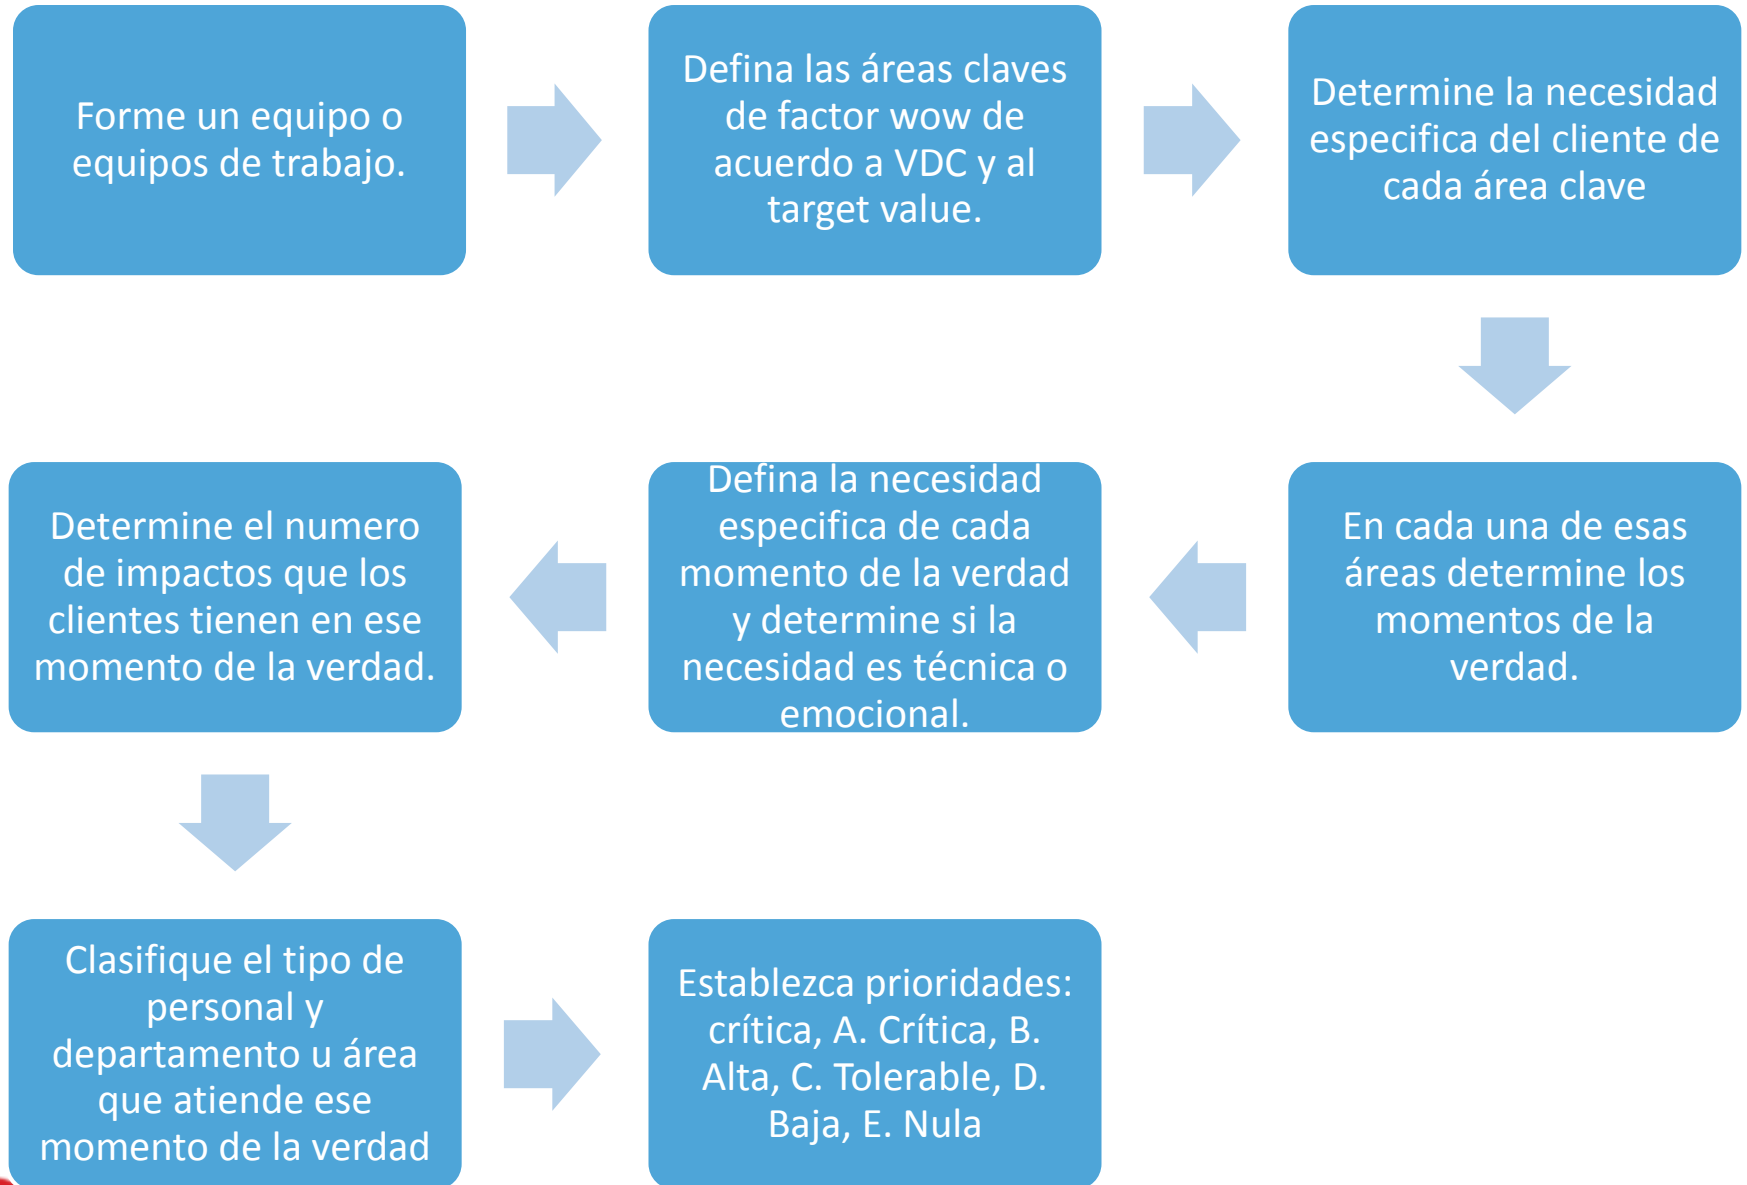 Forme un equipo o
equipos de trabajo.
Defina las áreas claves
de factor wow de
acuerdo a VDC y al
target value.
Determine la necesidad
especifica del cliente de
cada área clave
En cada una de esas
áreas determine los
momentos de la
verdad.
Defina la necesidad
especifica de cada
momento de la verdad
y determine si la
necesidad es técnica o
emocional.
Determine el numero
de impactos que los
clientes tienen en ese
momento de la verdad.
Clasifique el tipo de
personal y
departamento u área
que atiende ese
momento de la verdad
Establezca prioridades:
crítica, A. Crítica, B.
Alta, C. Tolerable, D.
Baja, E. Nula